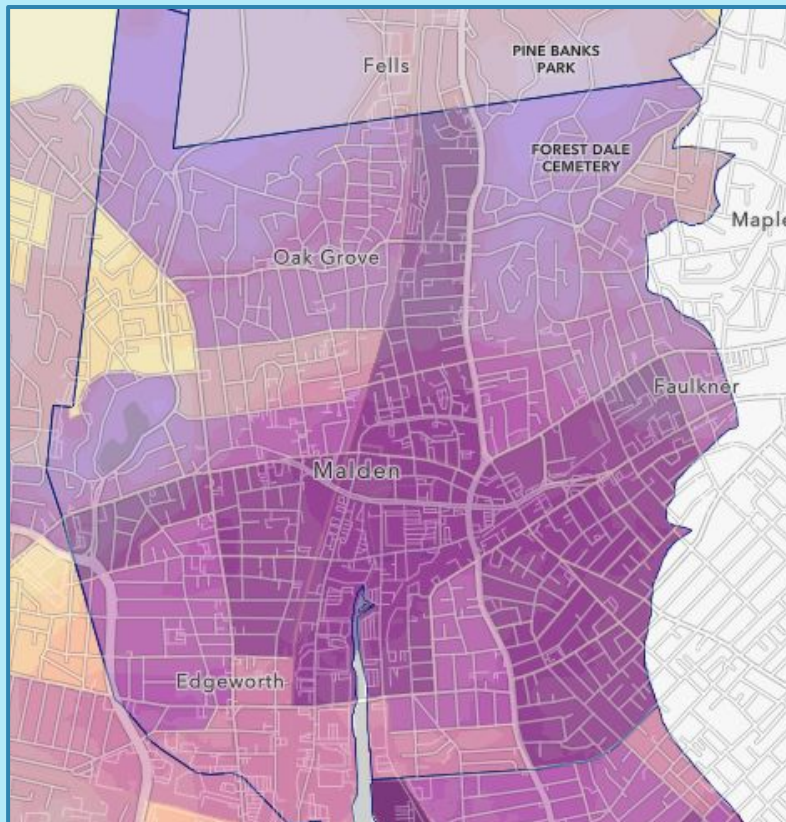 Fells
PINE BANKS
PARK
FOREST DALE
CEMETERY
Maple
Oak Grove
Faulkner
Malden
Edgeworth